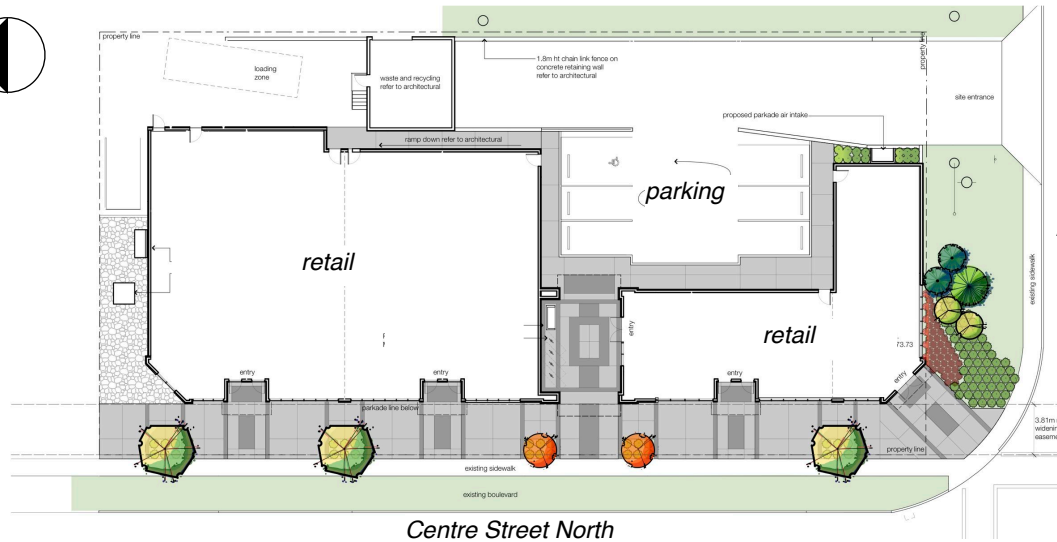 property line
loading
zone
waste and recycling
refer to architectural
1.8m ht chain link fence on
concrete retaining wall
refer to architectural
property line
site entrance
proposed parkade air intake
ramp down refer to architectural
parking
retail
existing sidewalk
entry
retail
73.73
entry
entry
entry
entry
parkade line below
3.81m
property line
existing sidewalk
existing boulevard
Centre Street North